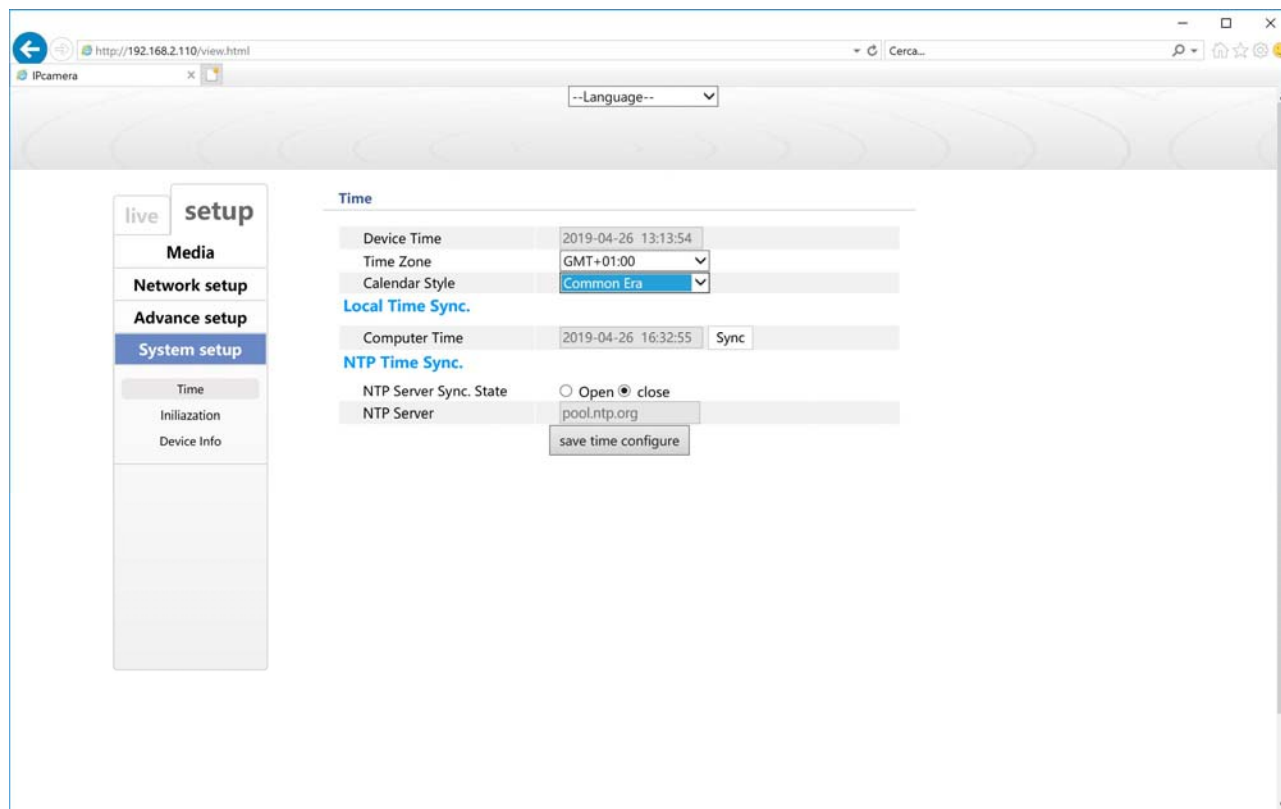 http://192.168.2.110/view.html
Cerca...
IPcamera
--Language--
live
setup
Media
Network setup
Advance setup
System setup
Time
Iniliazation
Device Info
Time
Device Time 2019-04-26 13:13:54
Time Zone GMT+01:00
Calendar Style Common Era
Local Time Sync.
Computer Time 2019-04-26 16:32:55 Sync
NTP Time Sync.
NTP Server Sync. State Open close
NTP Server pool.ntp.org
save time configure